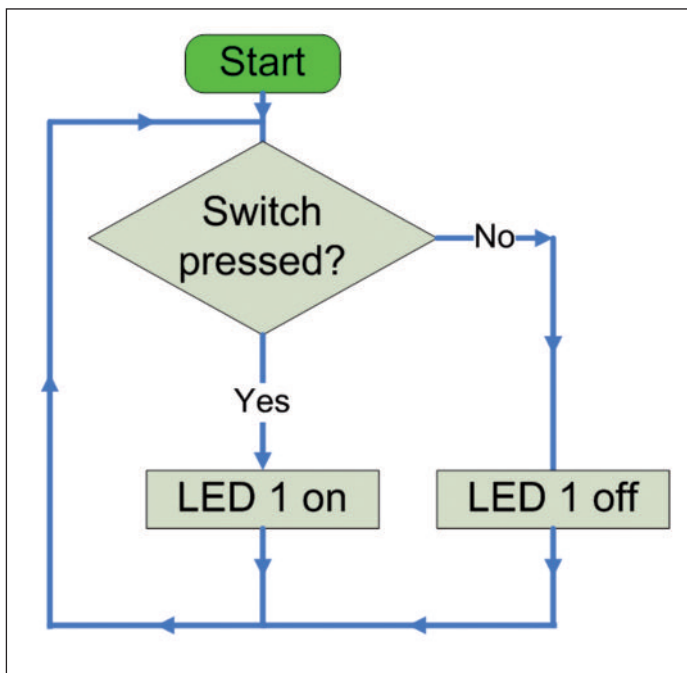 Start
Switch
pressed?
No
Yes
LED 1 on
LED 1 off